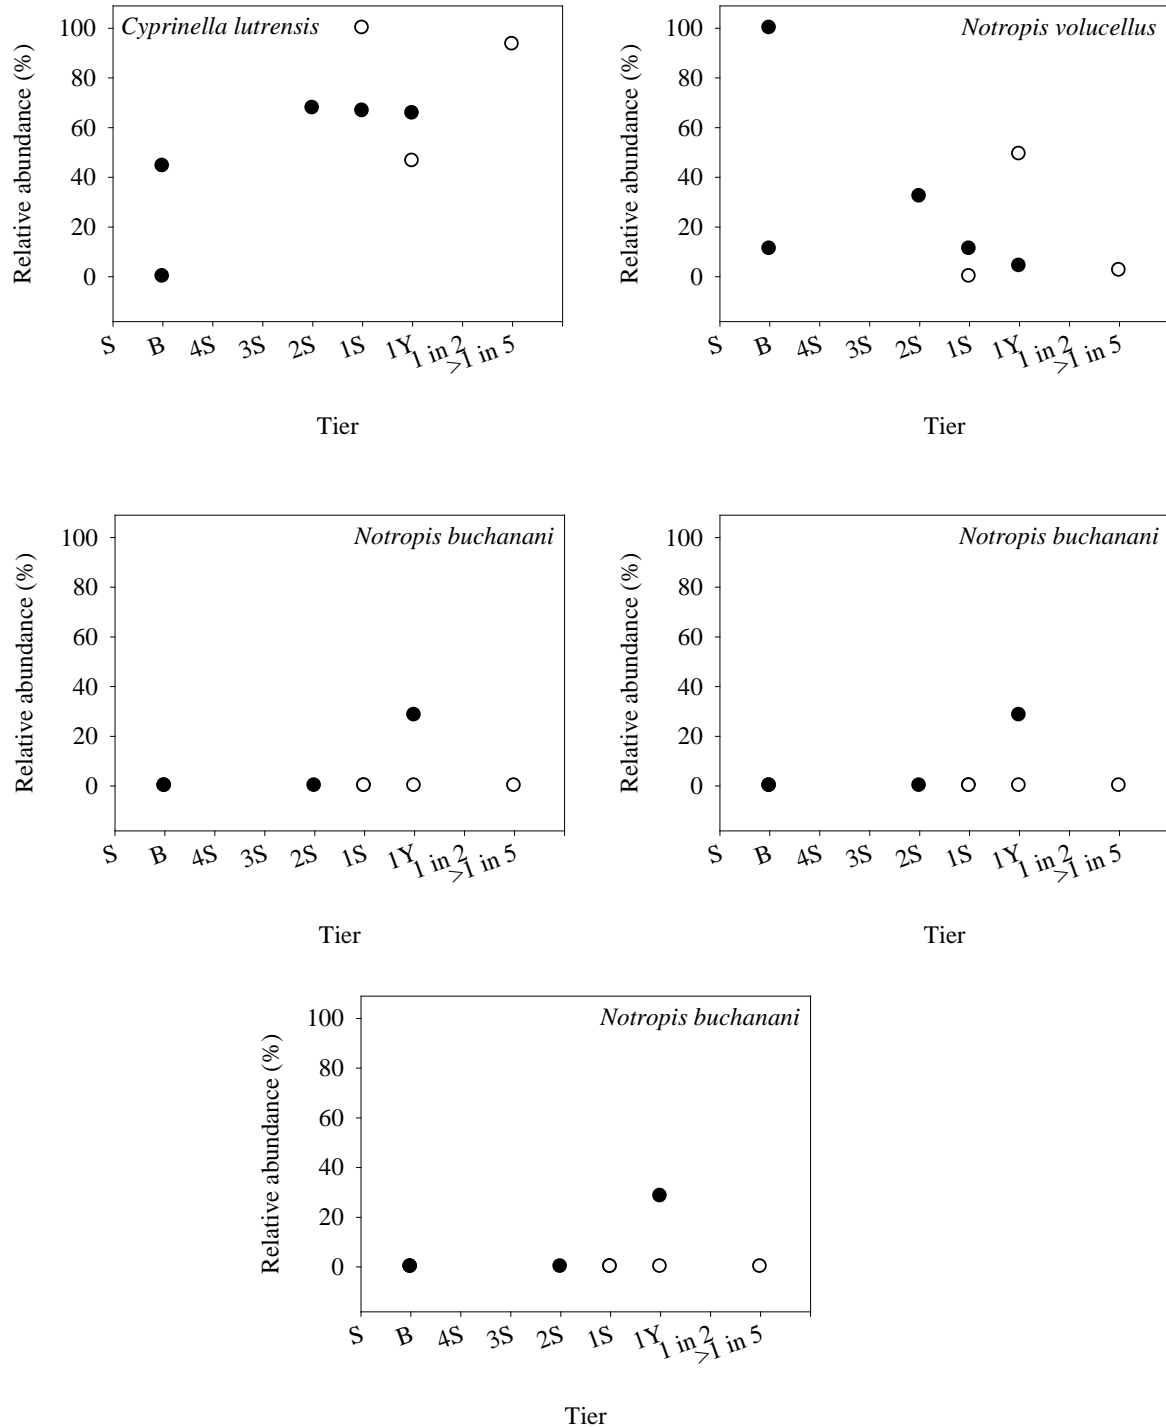 Cyprinella lutrensis
Relative abundance (%)
100
80
60
40
20
0
S B 4S 3S 2S 1S 1Y 1 in 2 >1 in 5
Tier
Notropis volucellus
Relative abundance (%)
100
80
60
40
20
0
S B 4S 3S 2S 1S 1Y 1 in 2 >1 in 5
Tier
Notropis buchanani
Relative abundance (%)
100
80
60
40
20
0
S B 4S 3S 2S 1S 1Y 1 in 2 >1 in 5
Tier
Notropis buchanani
Relative abundance (%)
100
80
60
40
20
0
S B 4S 3S 2S 1S 1Y 1 in 2 >1 in 5
Tier
Notropis buchanani
Relative abundance (%)
100
80
60
40
20
0
S B 4S 3S 2S 1S 1Y 1 in 2 >1 in 5
Tier